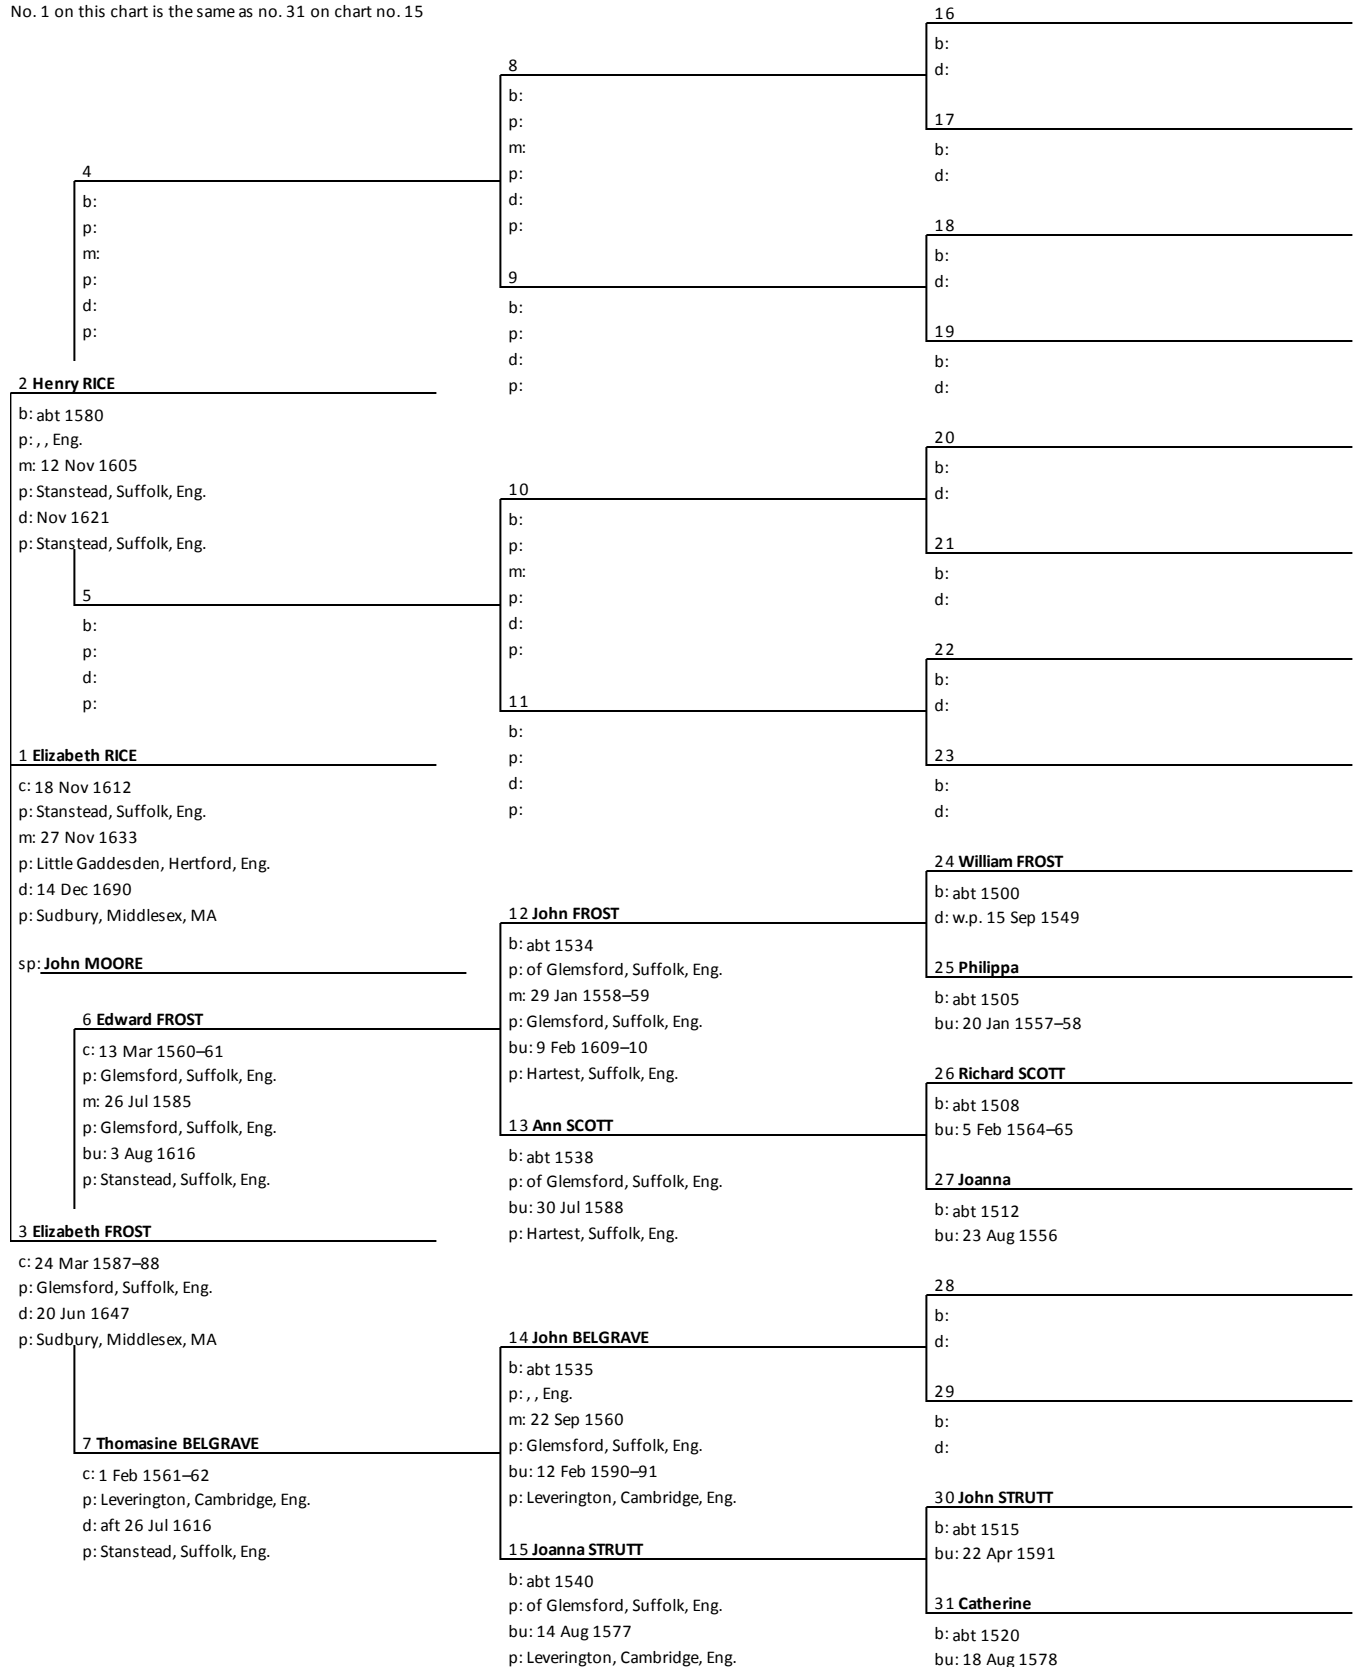 No. 1 on this chart is the same as no. 31 on chart no. 15
16
b:
d:
8
b:
p:
m:
p:
d:
p:
17
b:
d:
4
b:
p:
m:
p:
d:
p:
18
b:
d:
9
b:
p:
d:
p:
19
b:
d:
2 Henry RICE
b: abt 1580
p: , , Eng.
m: 12 Nov 1605
p: Stanstead, Suffolk, Eng.
d: Nov 1621
p: Stanstead, Suffolk, Eng.
20
b:
d:
10
b:
p:
m:
p:
d:
p:
21
b:
d:
5
b:
p:
d:
p:
22
b:
d:
11
b:
p:
d:
p:
23
b:
d:
1 Elizabeth RICE
c: 18 Nov 1612
p: Stanstead, Suffolk, Eng.
m: 27 Nov 1633
p: Little Gaddesden, Hertford, Eng.
d: 14 Dec 1690
p: Sudbury, Middlesex, MA
sp: John MOORE
24 William FROST
b: abt 1500
d: w.p. 15 Sep 1549
12 John FROST
b: abt 1534
p: of Glemsford, Suffolk, Eng.
m: 29 Jan 1558–59
p: Glemsford, Suffolk, Eng.
bu: 9 Feb 1609–10
p: Hartest, Suffolk, Eng.
25 Philippa
b: abt 1505
bu: 20 Jan 1557–58
6 Edward FROST
c: 13 Mar 1560–61
p: Glemsford, Suffolk, Eng.
m: 26 Jul 1585
p: Glemsford, Suffolk, Eng.
bu: 3 Aug 1616
p: Stanstead, Suffolk, Eng.
26 Richard SCOTT
b: abt 1508
bu: 5 Feb 1564–65
13 Ann SCOTT
b: abt 1538
p: of Glemsford, Suffolk, Eng.
bu: 30 Jul 1588
p: Hartest, Suffolk, Eng.
27 Joanna
b: abt 1512
bu: 23 Aug 1556
3 Elizabeth FROST
c: 24 Mar 1587–88
p: Glemsford, Suffolk, Eng.
d: 20 Jun 1647
p: Sudbury, Middlesex, MA
28
b:
d:
14 John BELGRAVE
b: abt 1535
p: , , Eng.
m: 22 Sep 1560
p: Glemsford, Suffolk, Eng.
bu: 12 Feb 1590–91
p: Leverington, Cambridge, Eng.
29
b:
d:
7 Thomasine BELGRAVE
c: 1 Feb 1561–62
p: Leverington, Cambridge, Eng.
d: aft 26 Jul 1616
p: Stanstead, Suffolk, Eng.
30 John STRUTT
b: abt 1515
bu: 22 Apr 1591
15 Joanna STRUTT
b: abt 1540
p: of Glemsford, Suffolk, Eng.
bu: 14 Aug 1577
p: Leverington, Cambridge, Eng.
31 Catherine
b: abt 1520
bu: 18 Aug 1578